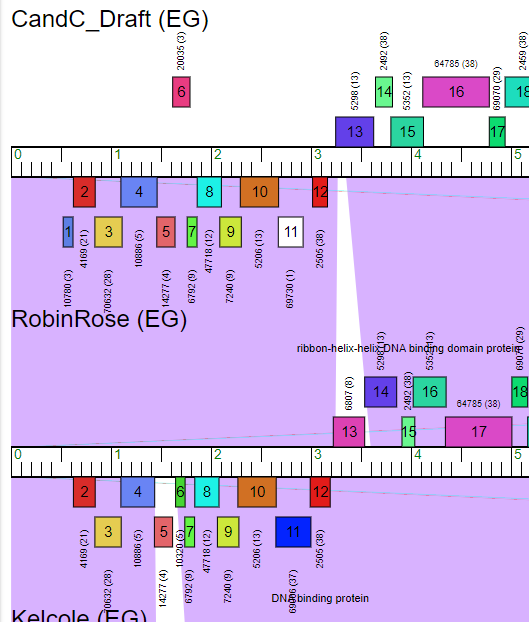 CandC_Draft (EG)
20035 (3)
2492 (38)
64785 (38)
2459 (38)
5298 (13)
5352 (13)
69070 (29)
6 14 16 18
13 15 17
0 1 2 3 4 5
2 4 8 10 12
1 3 5 7 9 11
10780 (3)
4169 (21)
70632 (28)
10886 (5)
14277 (4)
6792 (9)
47718 (12)
7240 (9)
5206 (13)
69730 (1)
2505 (38)
RobinRose (EG)
ribbon-helix-helix DNA binding domain protein
6807 (8)
5298 (13)
2492 (38)
5352 (13)
64785 (38)
69070 (29)
14 16 18
13 15 17
0 1 2 3 4 5
2 4 6 8 10 12
3 5 7 9 11
4169 (21)
70632 (28)
10886 (5)
14277 (4)
10320 (5)
6792 (9)
47718 (12)
7240 (9)
5206 (13)
(37)
2505 (38)
DNA binding protein
Kelcole (EG)